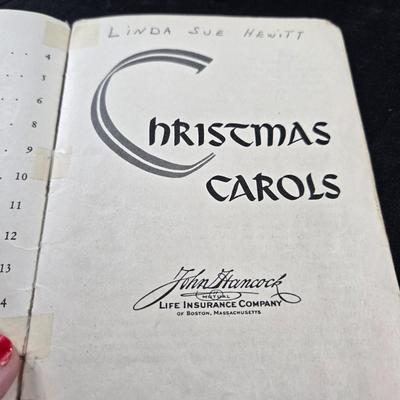 . . 4
. . 3
. . 6
. . 8
. . 9
. 10
11
12
13
4
LINDA SUE HEWITT
CHRISTMAS
CAROLS
John Hancock
MUTUAL
LIFE INSURANCE COMPANY
OF BOSTON, MASSACHUSETTS